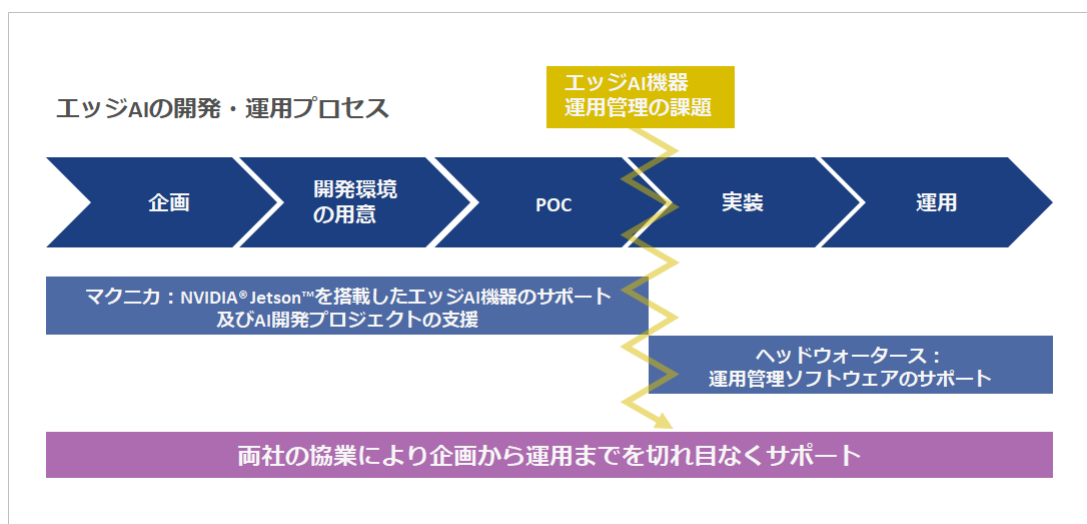 エッジAI機器
運用管理の課題
エッジAIの開発・運用プロセス
企画
開発環境
の用意
POC
実装
運用
マクニカ：NVIDIA® Jetson™を搭載したエッジAI機器のサポート
及びAI開発プロジェクトの支援
ヘッドウォータース：
運用管理ソフトウェアのサポート
両社の協業により企画から運用までを切れ目なくサポート